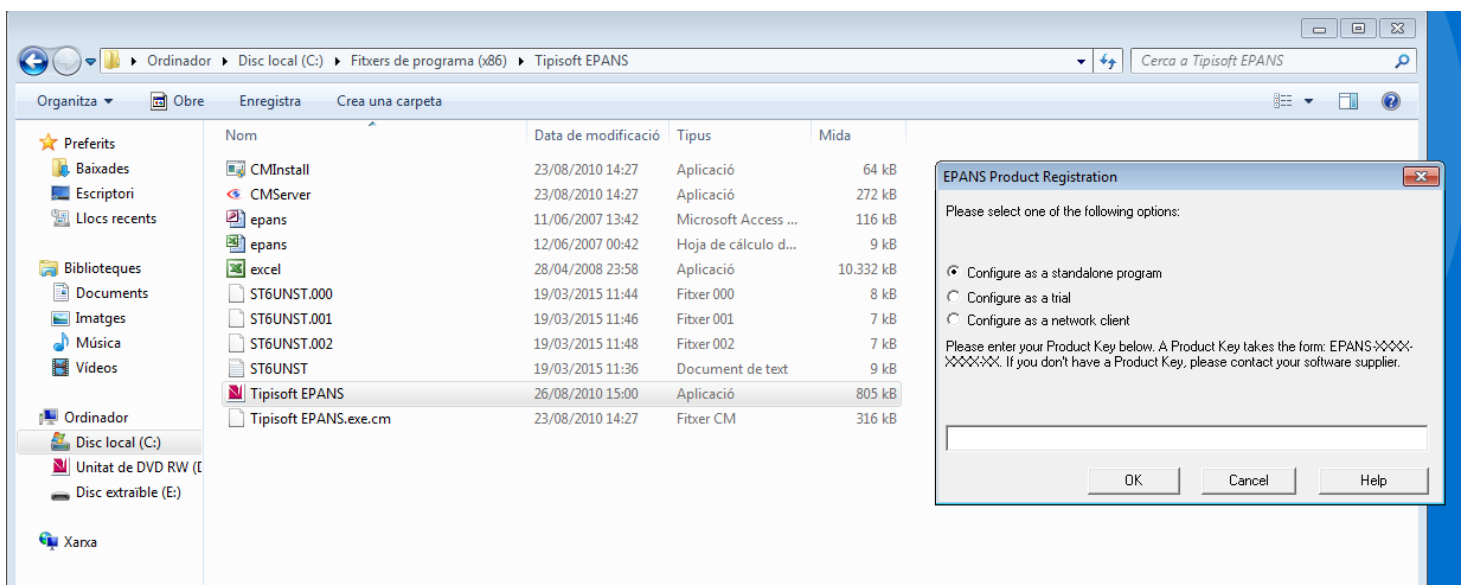 Ordinador ▸ Disc local (C:) ▸ Fitxers de programa (x86) ▸ Tipisoft EPANS
Cerca a Tipisoft EPANS
Organitza Obre Enregistra Crea una carpeta
Preferits
Baixades
Escriptori
Llocs recents
Biblioteques
Documents
Imatges
Música
Vídeos
Ordinador
Disc local (C:)
Unitat de DVD RW (D
Disc extraïble (E:)
Xarxa
Nom Data de modificació Tipus Mida
CMInstall 23/08/2010 14:27 Aplicació 64 kB
CMServer 23/08/2010 14:27 Aplicació 272 kB
epans 11/06/2007 13:42 Microsoft Access ... 116 kB
epans 12/06/2007 00:42 Hoja de cálculo d... 9 kB
excel 28/04/2008 23:58 Aplicació 10.332 kB
ST6UNST.000 19/03/2015 11:44 Fitxer 000 8 kB
ST6UNST.001 19/03/2015 11:46 Fitxer 001 7 kB
ST6UNST.002 19/03/2015 11:48 Fitxer 002 7 kB
ST6UNST 19/03/2015 11:36 Document de text 9 kB
Tipisoft EPANS 26/08/2010 15:00 Aplicació 805 kB
Tipisoft EPANS.exe.cm 23/08/2010 14:27 Fitxer CM 316 kB
EPANS Product Registration
Please select one of the following options:
Configure as a standalone program
Configure as a trial
Configure as a network client
Please enter your Product Key below. A Product Key takes the form: EPANS-XXXX-
XXXX-XX. If you don't have a Product Key, please contact your software supplier.
OK Cancel Help